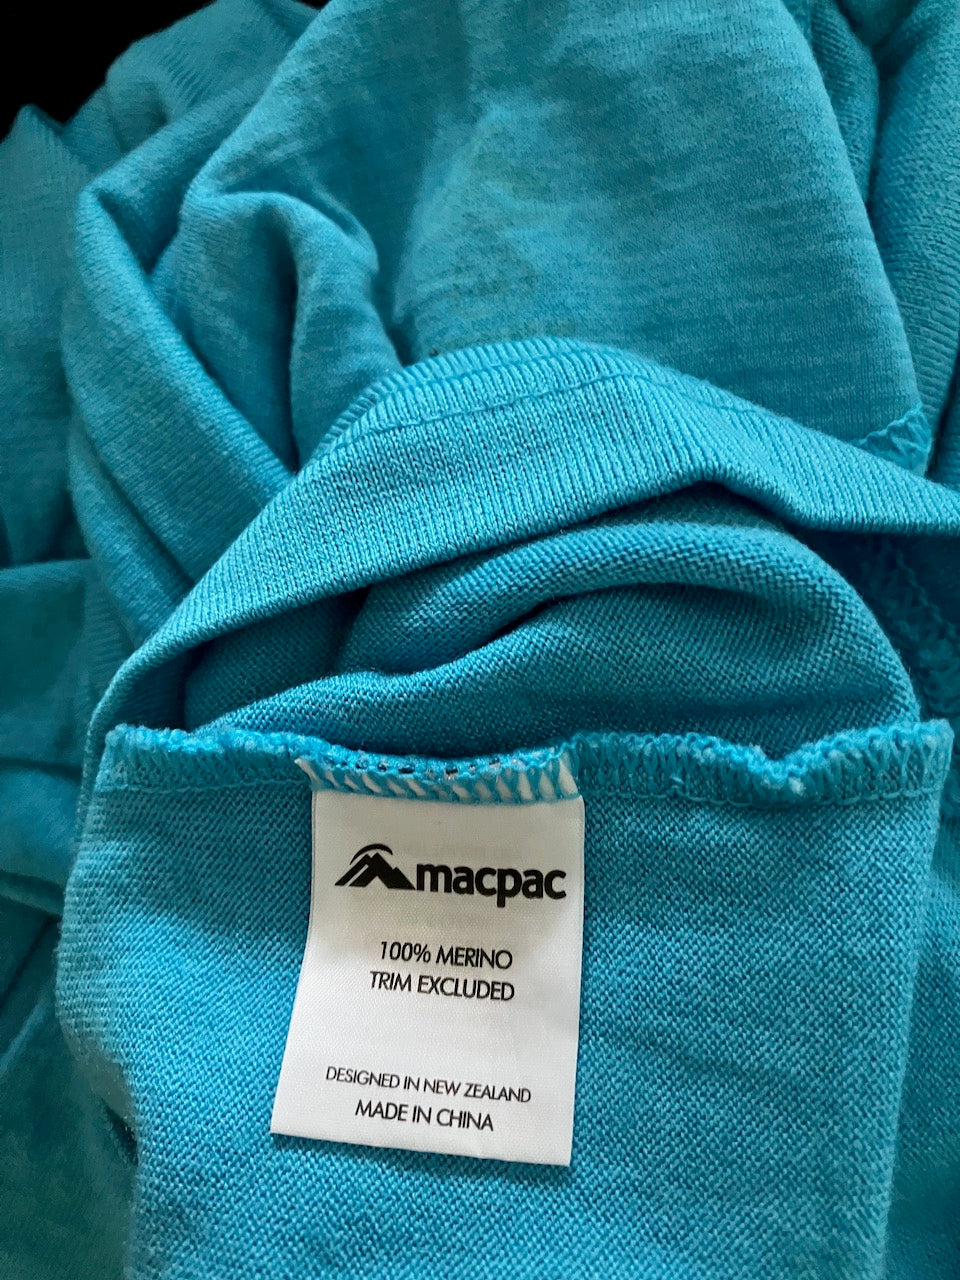 macpac
100% MERINO
TRIM EXCLUDED
DESIGNED IN NEW ZEALAND
MADE IN CHINA